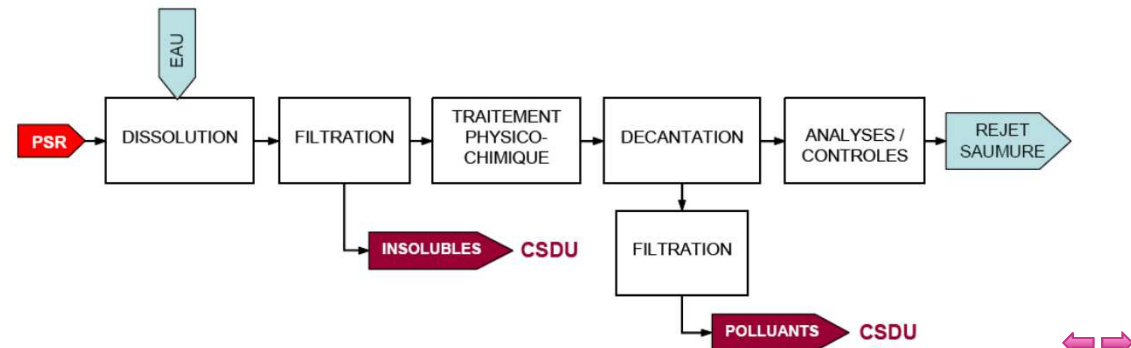 EAU
PSR
DISSOLUTION
FILTRATION
TRAITEMENT
PHYSICO-
CHIMIQUE
DECANTATION
ANALYSES /
CONTROLES
REJET
SAUMURE
INSOLUBLES
CSDU
FILTRATION
POLLUANTS
CSDU